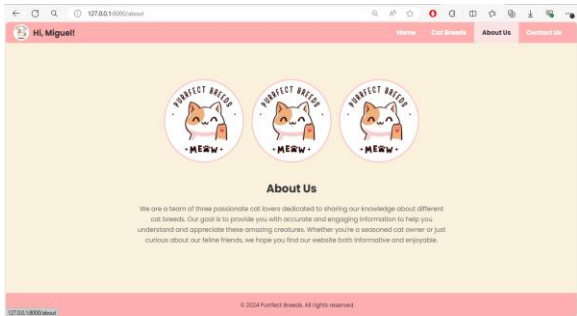 127.0.0.1:8000/about
Hi, Miguel!
Home Cat Breeds About Us Contact Us
PURRFECT BREEDS PURRFECT BREEDS PURRFECT BREEDS
MEOW MEOW MEOW
About Us
We are a team of three passionate cat lovers dedicated to sharing our knowledge about different
cat breeds. Our goal is to provide you with accurate and engaging information to help you
understand and appreciate these amazing creatures. Whether you're a seasoned cat owner or just
curious about our feline friends, we hope you find our website both informative and enjoyable.
© 2024 Purrfect Breeds. All rights reserved.
127.0.0.1:8000/about